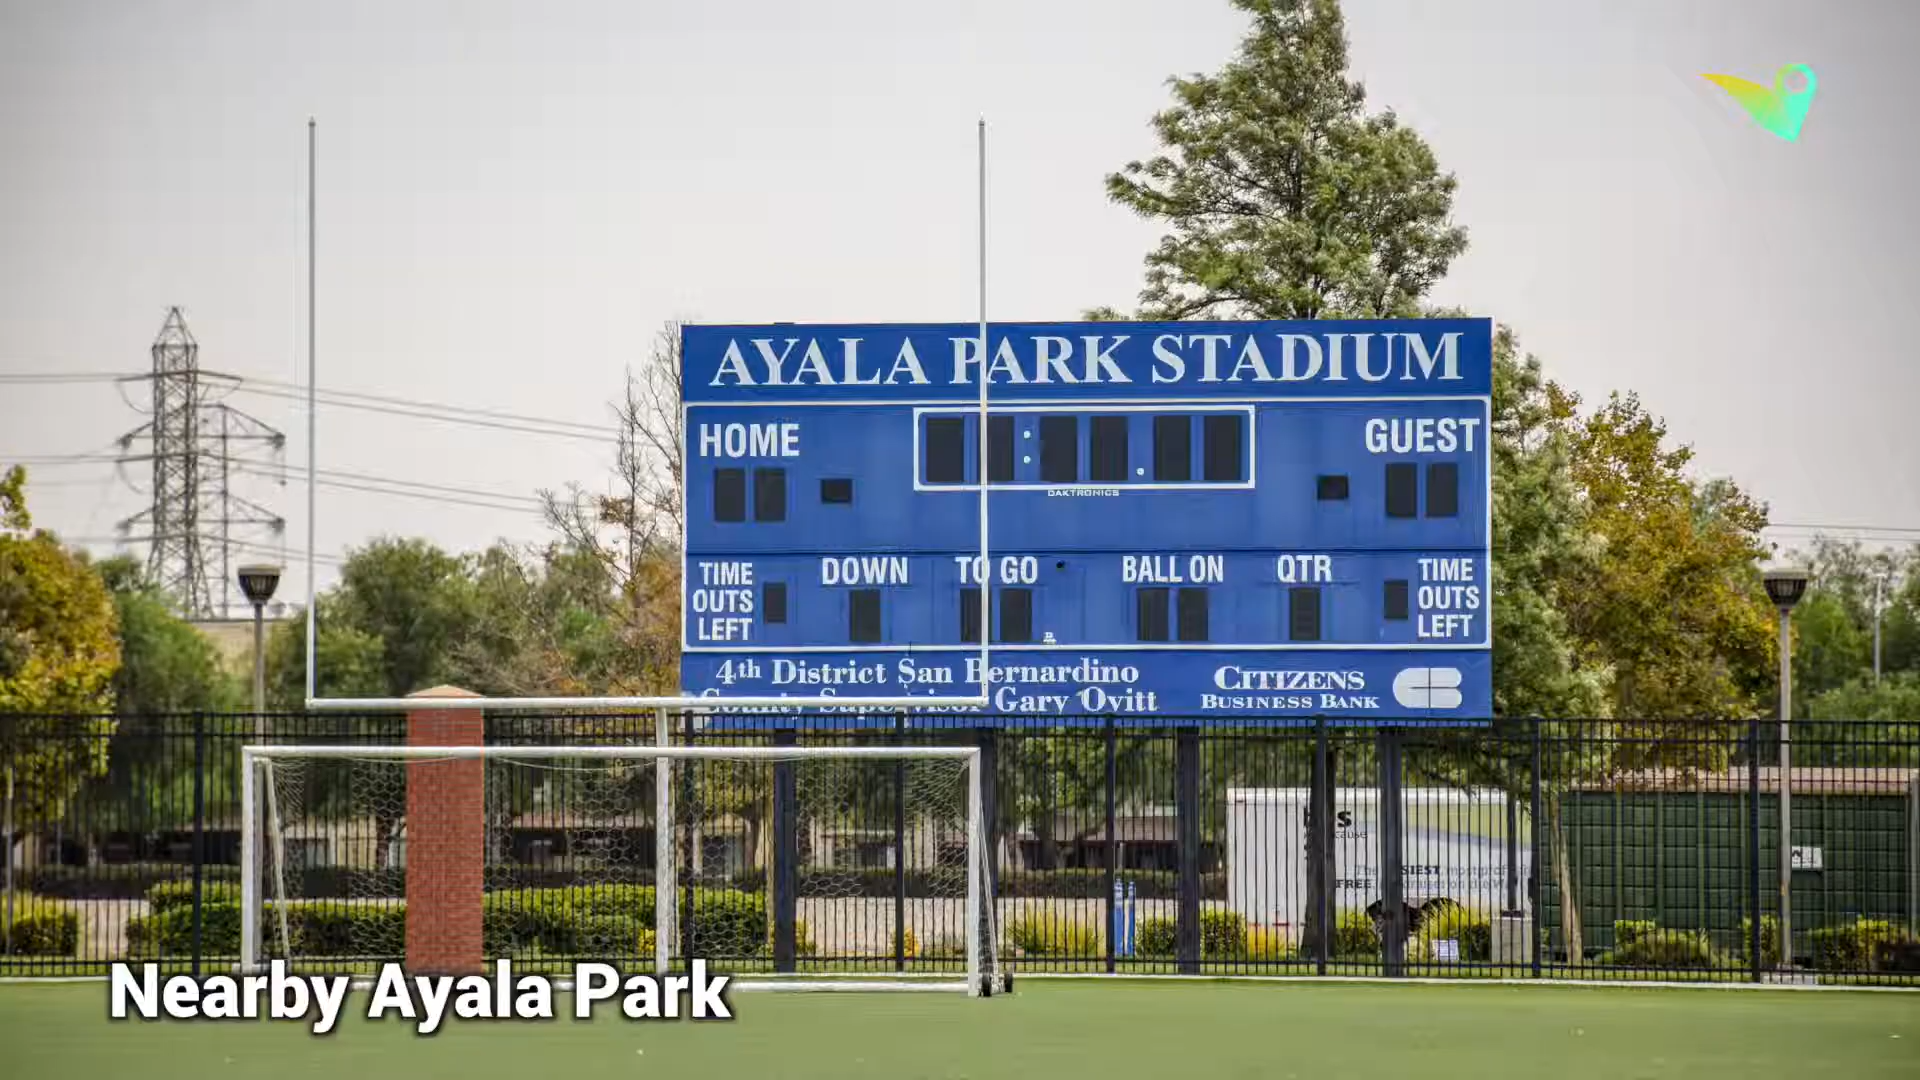 AYALA PARK STADIUM
HOME
GUEST
DAKTRONICS
TIME
OUTS
LEFT
DOWN
TO GO
BALL ON
QTR
TIME
OUTS
LEFT
4th District San Bernardino
County Supervisor Gary Ovitt
CITIZENS
BUSINESS BANK
Nearby Ayala Park